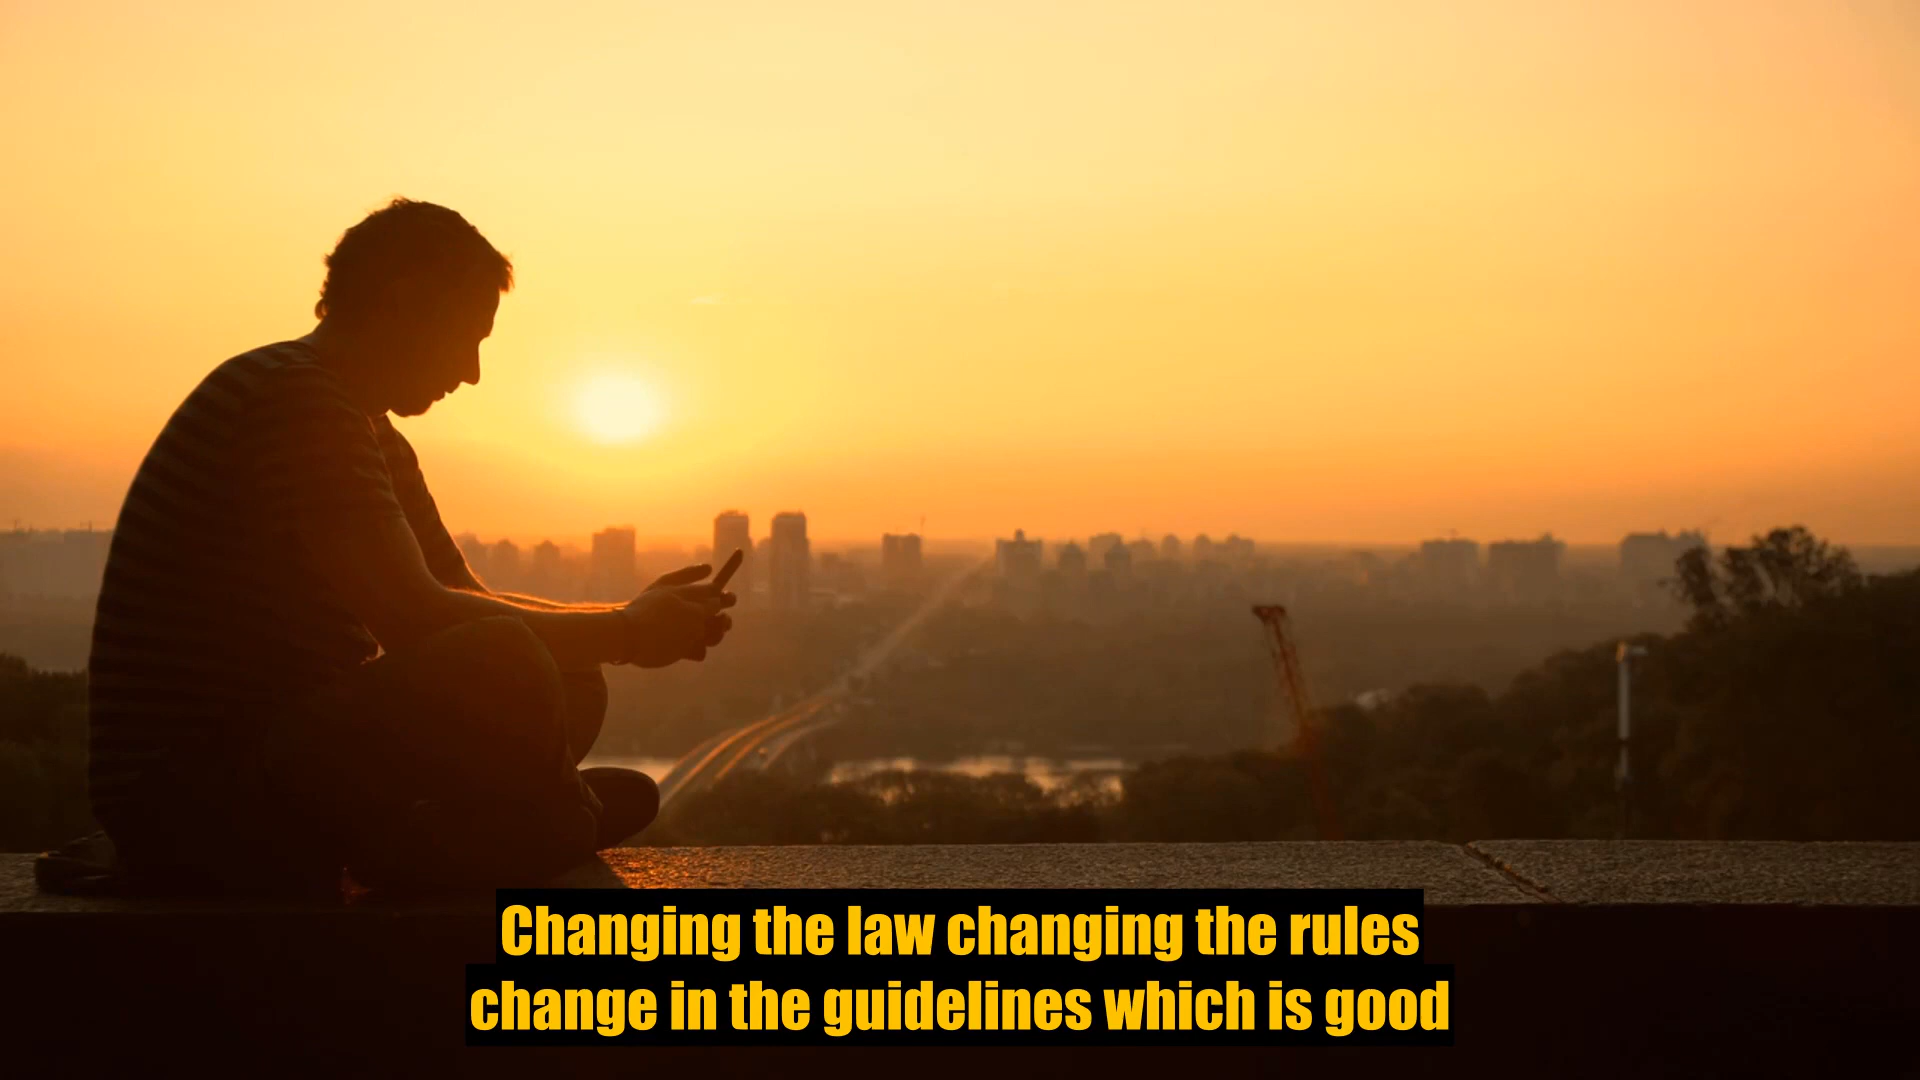 Changing the law changing the rules
change in the guidelines which is good